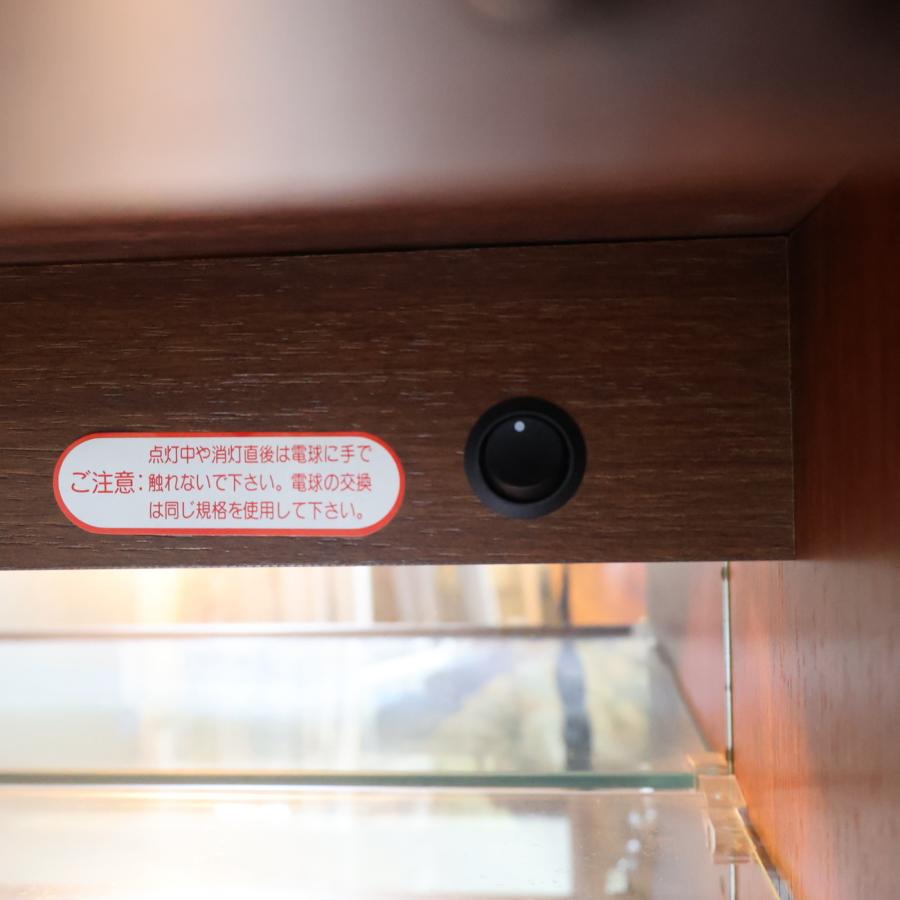 点灯中や消灯直後は電球に手で
ご注意:触れないで下さい。電球の交換
は同じ規格を使用して下さい。